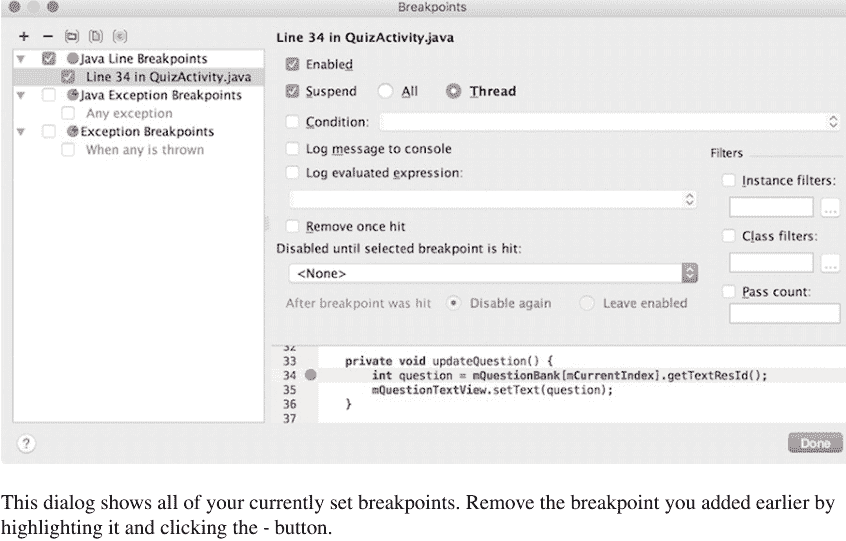 Breakpoints
+ −
Java Line Breakpoints
Line 34 in QuizActivity.java
Java Exception Breakpoints
Any exception
Exception Breakpoints
When any is thrown
Line 34 in QuizActivity.java
Enabled
Suspend All Thread
Condition:
Log message to console
Log evaluated expression:
Remove once hit
Disabled until selected breakpoint is hit:
<None>
After breakpoint was hit Disable again Leave enabled
Filters
Instance filters:
...
Class filters:
...
Pass count:
32
33 private void updateQuestion() {
34 int question = mQuestionBank[mCurrentIndex].getTextResId();
35 mQuestionTextView.setText(question);
36 }
37
?
Done
This dialog shows all of your currently set breakpoints. Remove the breakpoint you added earlier by
highlighting it and clicking the - button.